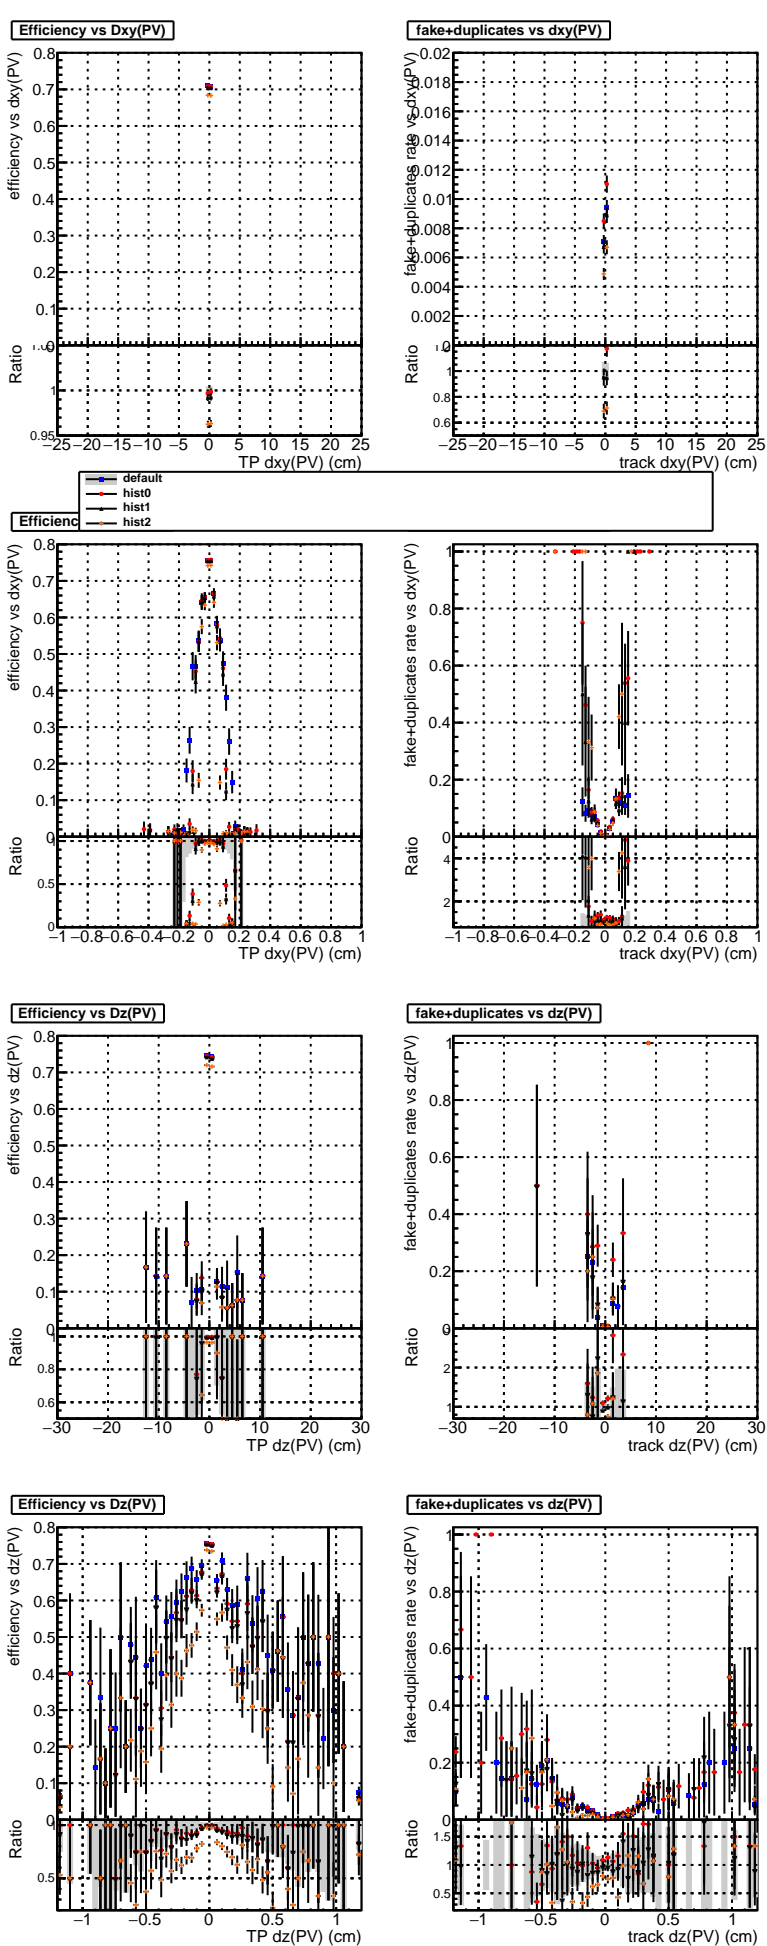 Efficiency vs Dxy(PV)
fake+duplicates vs dxy(PV)
efficiency vs dxy(PV)
0.8
0.7
0.6
0.5
0.4
0.3
0.2
0.1
0
Ratio
1
0.95
−25 −20 −15 −10 −5 0 5 10 15 20 25
TP dxy(PV) (cm)
fake+duplicates rate vs dxy(PV)
0.02
0.018
0.016
0.014
0.012
0.01
0.008
0.006
0.004
0.002
0
Ratio
1
0.8
0.6
−25 −20 −15 −10 −5 0 5 10 15 20 25
track dxy(PV) (cm)
default
hist0
hist1
hist2
Efficienc
efficiency vs dxy(PV)
0.8
0.7
0.6
0.5
0.4
0.3
0.2
0.1
0
Ratio
1
0.5
0
−1 −0.8 −0.6 −0.4 −0.2 0 0.2 0.4 0.6 0.8 1
TP dxy(PV) (cm)
fake+duplicates rate vs dxy(PV)
1
0.8
0.6
0.4
0.2
0
Ratio
4
2
−1 −0.8 −0.6 −0.4 −0.2 0 0.2 0.4 0.6 0.8 1
track dxy(PV) (cm)
Efficiency vs Dz(PV)
fake+duplicates vs dz(PV)
efficiency vs dz(PV)
0.8
0.7
0.6
0.5
0.4
0.3
0.2
0.1
0
Ratio
1
0.8
0.6
−30 −20 −10 0 10 20 30
TP dz(PV) (cm)
fake+duplicates rate vs dz(PV)
1
0.8
0.6
0.4
0.2
0
Ratio
2
1
−30 −20 −10 0 10 20 30
track dz(PV) (cm)
Efficiency vs Dz(PV)
fake+duplicates vs dz(PV)
efficiency vs dz(PV)
0.8
0.7
0.6
0.5
0.4
0.3
0.2
0.1
0
Ratio
1
0.5
−1 −0.5 0 0.5 1
TP dz(PV) (cm)
fake+duplicates rate vs dz(PV)
1
0.8
0.6
0.4
0.2
0
Ratio
1.5
1
0.5
−1 −0.5 0 0.5 1
track dz(PV) (cm)